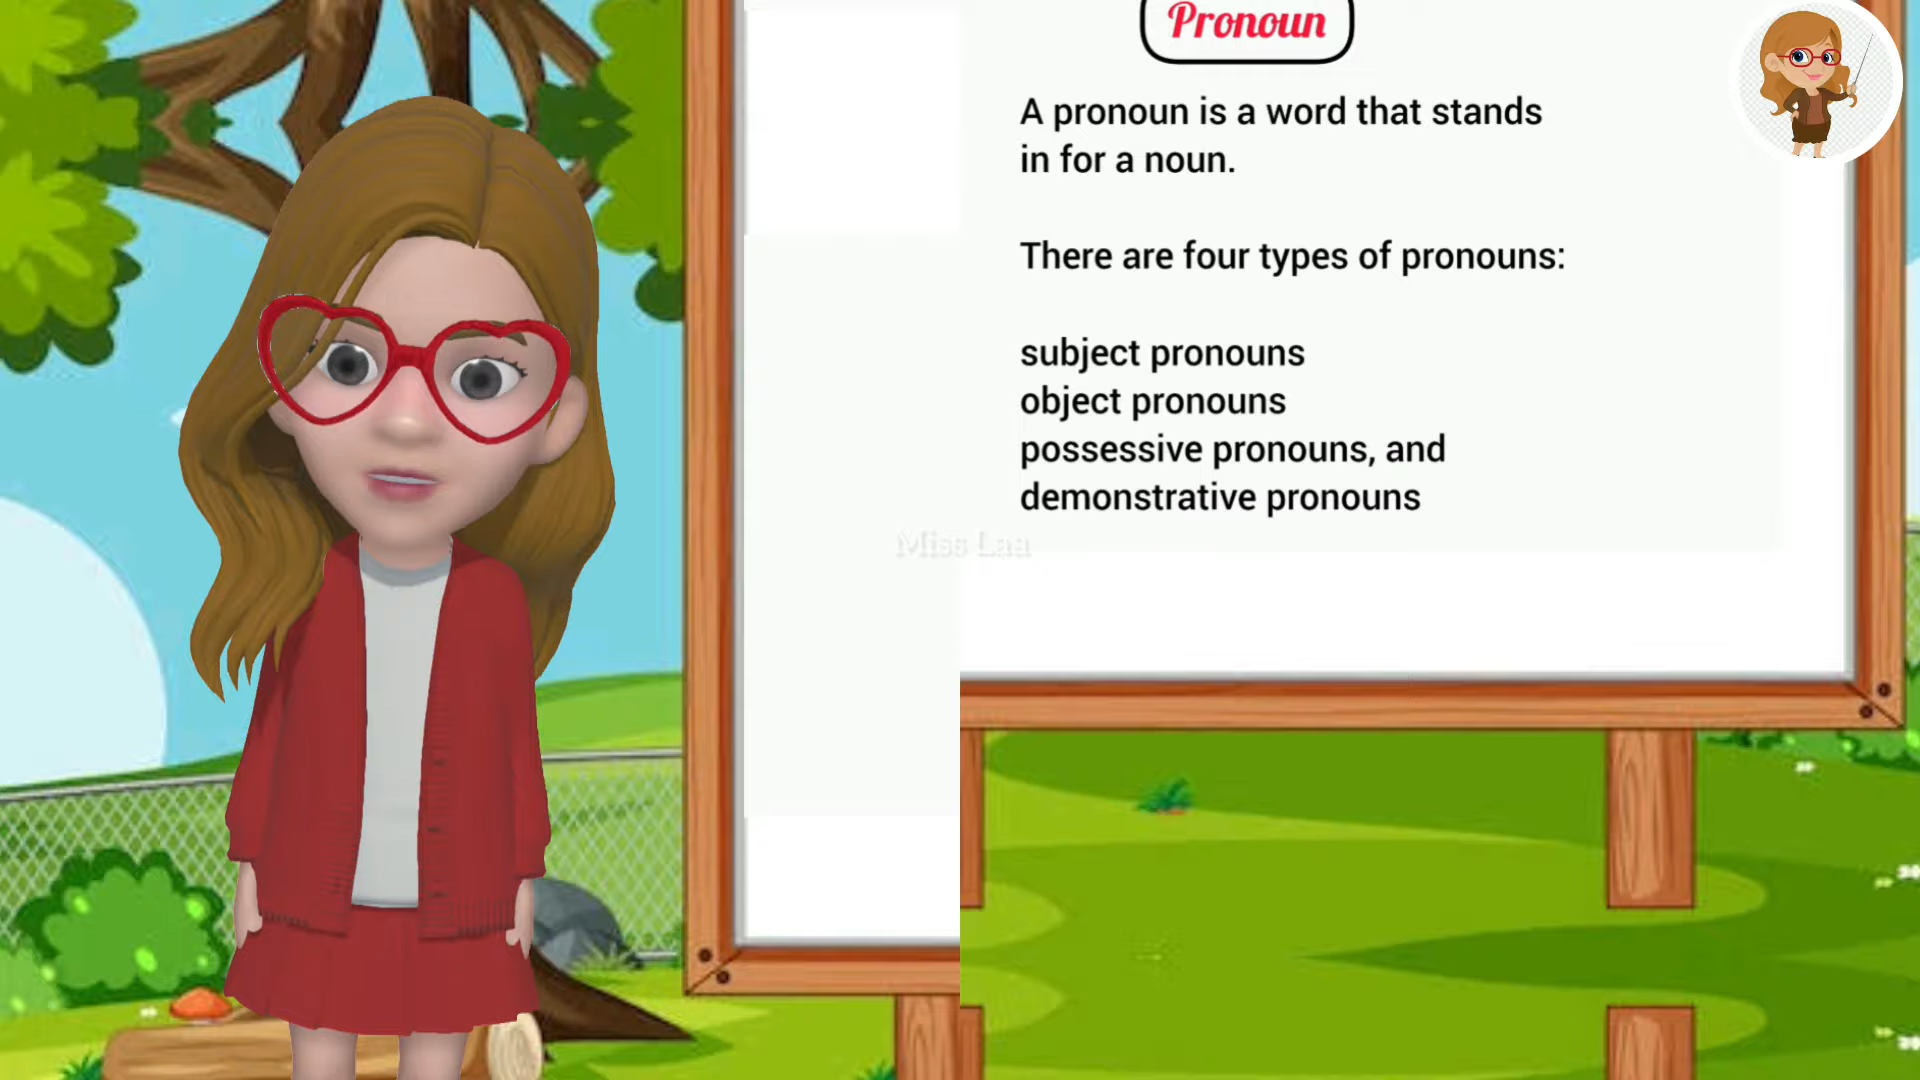 Pronoun
A pronoun is a word that stands
in for a noun.
There are four types of pronouns:
subject pronouns
object pronouns
possessive pronouns, and
demonstrative pronouns
Miss Laa